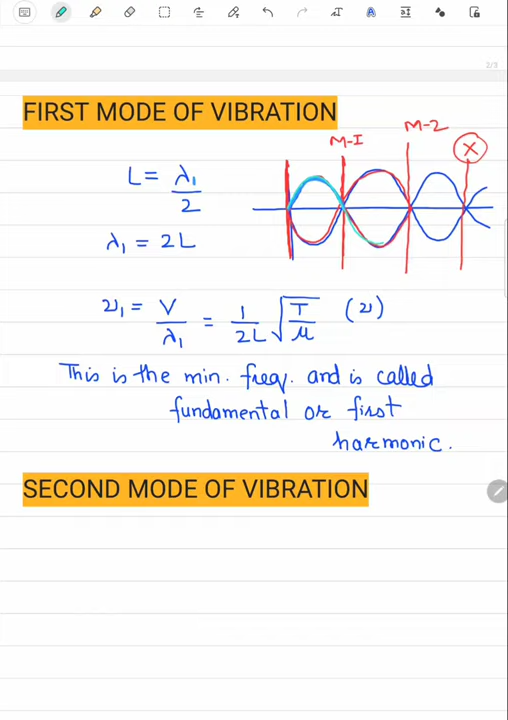 2/3
FIRST MODE OF VIBRATION
M-1
M-2
X
L = λ₁/2
λ₁ = 2L
ν₁ = V/λ₁ = 1/2L √T/μ (ν)
This is the min. freq. and is called
fundamental or first
harmonic.
SECOND MODE OF VIBRATION